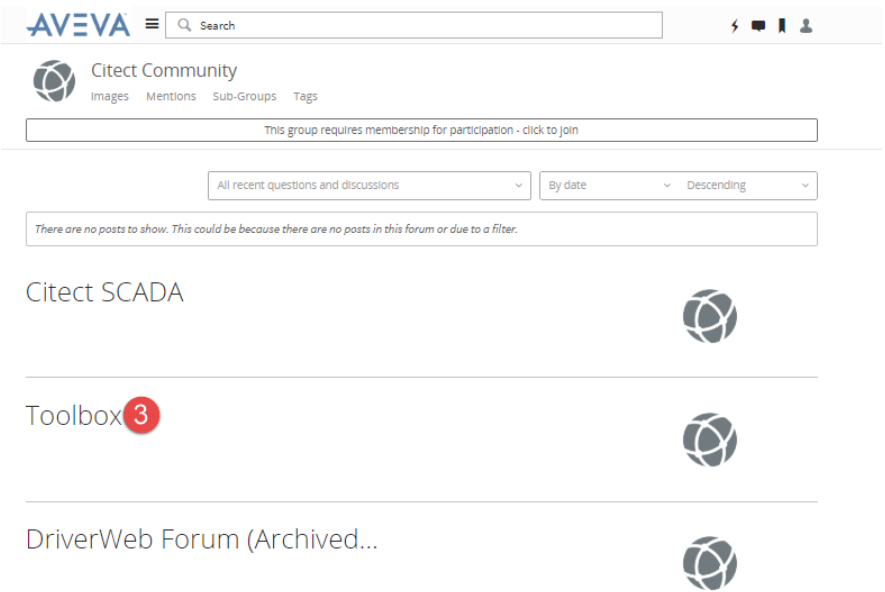 AVEVA Search
Citect Community
Images Mentions Sub-Groups Tags
This group requires membership for participation - click to join
All recent questions and discussions By date Descending
There are no posts to show. This could be because there are no posts in this forum or due to a filter.
Citect SCADA
Toolbox 3
DriverWeb Forum (Archived...